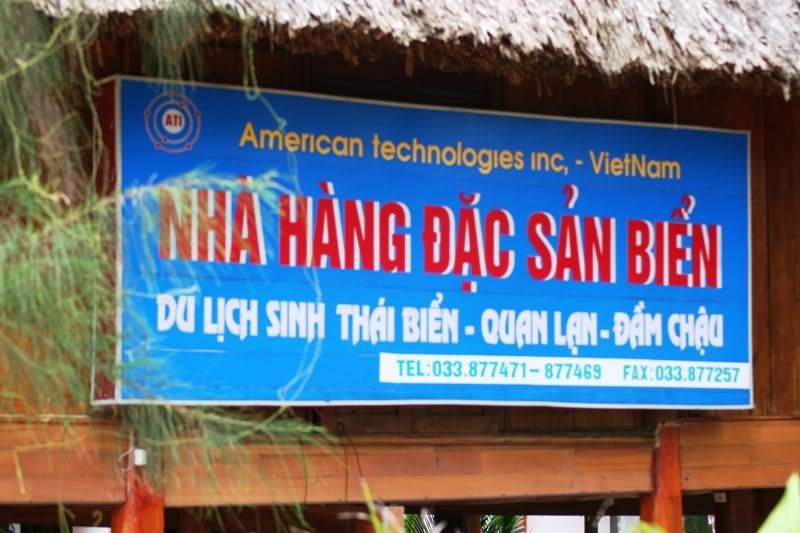 ATI
American technologies inc, - VietNam
NHÀ HÀNG ĐẶC SẢN BIỂN
DU LỊCH SINH THÁI BIỂN - QUAN LẠN - ĐẦM CHẬU
TEL:033.877471- 877469 FAX:033.877257